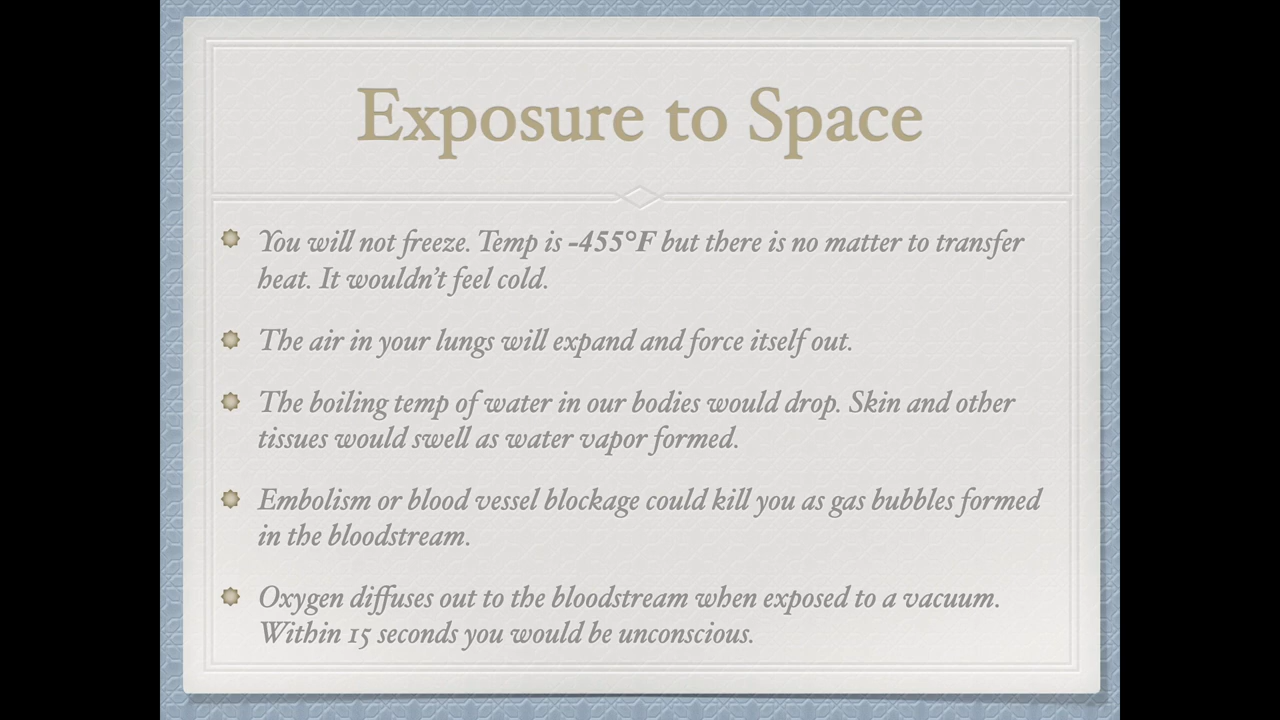 Exposure to Space
You will not freeze. Temp is -455°F but there is no matter to transfer
heat. It wouldn't feel cold.
The air in your lungs will expand and force itself out.
The boiling temp of water in our bodies would drop. Skin and other
tissues would swell as water vapor formed.
Embolism or blood vessel blockage could kill you as gas bubbles formed
in the bloodstream.
Oxygen diffuses out to the bloodstream when exposed to a vacuum.
Within 15 seconds you would be unconscious.